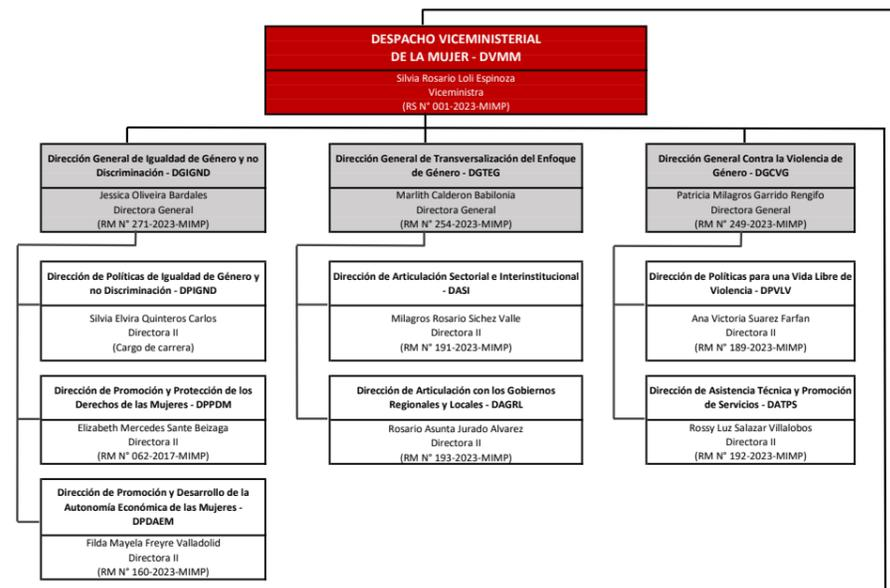 DESPACHO VICEMINISTERIAL
DE LA MUJER - DVMM
Silvia Rosario Loli Espinoza
Viceministra
(RS N° 001-2023-MIMP)
Dirección General de Igualdad de Género y no
Discriminación - DGIGND
Jessica Oliveira Bardales
Directora General
(RM N° 271-2023-MIMP)
Dirección General de Transversalización del Enfoque
de Género - DGTEG
Marlith Calderon Babilonia
Directora General
(RM N° 254-2023-MIMP)
Dirección General Contra la Violencia de
Género - DGCVG
Patricia Milagros Garrido Rengifo
Directora General
(RM N° 249-2023-MIMP)
Dirección de Políticas de Igualdad de Género y
no Discriminación - DPIGND
Silvia Elvira Quinteros Carlos
Directora II
(Cargo de carrera)
Dirección de Articulación Sectorial e Interinstitucional
- DASI
Milagros Rosario Sichez Valle
Directora II
(RM N° 191-2023-MIMP)
Dirección de Políticas para una Vida Libre de
Violencia - DPVLV
Ana Victoria Suarez Farfan
Directora II
(RM N° 189-2023-MIMP)
Dirección de Promoción y Protección de los
Derechos de las Mujeres - DPPDM
Elizabeth Mercedes Sante Beizaga
Directora II
(RM N° 062-2017-MIMP)
Dirección de Articulación con los Gobiernos
Regionales y Locales - DAGRL
Rosario Asunta Jurado Alvarez
Directora II
(RM N° 193-2023-MIMP)
Dirección de Asistencia Técnica y Promoción
de Servicios - DATPS
Rossy Luz Salazar Villalobos
Directora II
(RM N° 192-2023-MIMP)
Dirección de Promoción y Desarrollo de la
Autonomía Económica de las Mujeres -
DPDAEM
Filda Mayela Freyre Valladolid
Directora II
(RM N° 160-2023-MIMP)